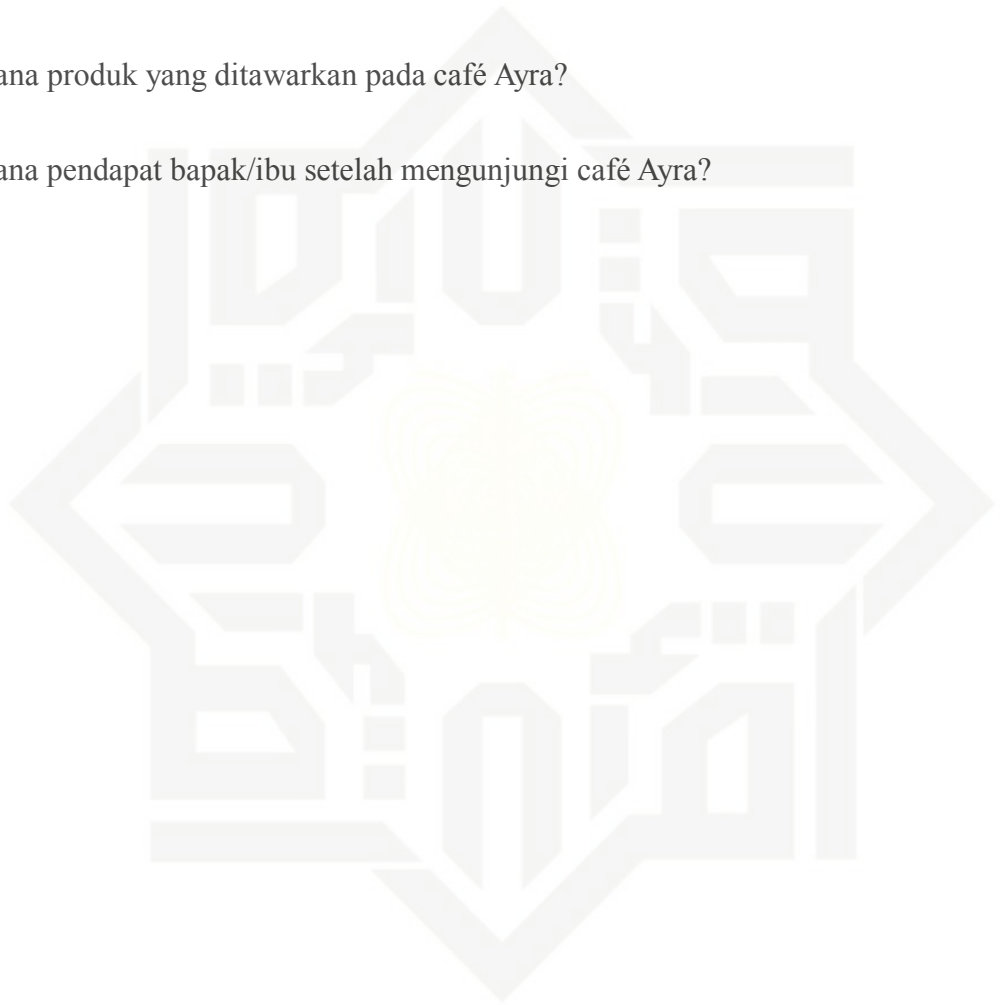 ana produk yang ditawarkan pada café Ayra?
ana pendapat bapak/ibu setelah mengunjungi café Ayra?